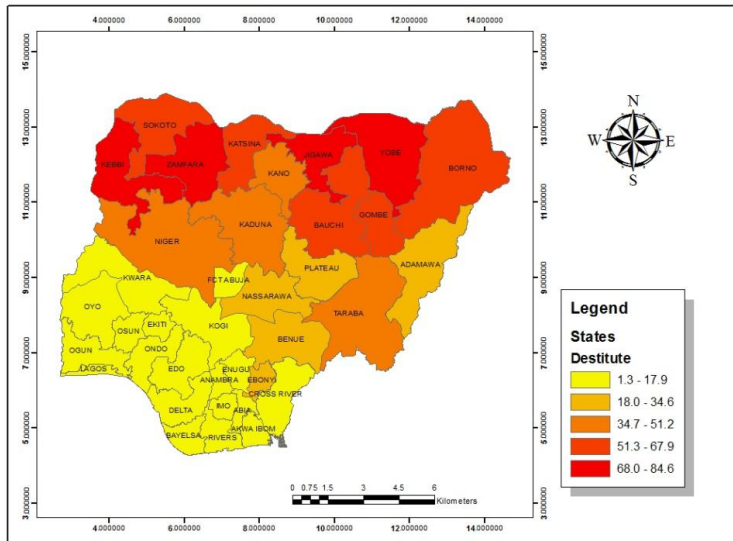 4.000000 6.000000 8.000000 10.000000 12.000000 14.000000
15.000000
13.000000
11.000000
9.000000
7.000000
5.000000
3.000000
SOKOTO
KATSINA
JIGAWA
YOBE
KEBBI
ZAMFARA
KANO
BORNO
BAUCHI
GOMBE
KADUNA
NIGER
PLATEAU
ADAMAWA
KWARA
FCT ABUJA
NASSARAWA
OYO
TARABA
OSUN
EKITI
KOGI
BENUE
OGUN
ONDO
LAGOS
EDO
ENUGU
ANAMBRA
EBONYI
CROSS RIVER
DELTA
IMO
ABIA
BAYELSA
RIVERS
AKWA IBOM
N
W E
S
Legend
States
Destitute
1.3 - 17.9
18.0 - 34.6
34.7 - 51.2
51.3 - 67.9
68.0 - 84.6
0 0.75 1.5 3 4.5 6
Kilometers
15.000000
13.000000
11.000000
9.000000
7.000000
5.000000
3.000000
4.000000 6.000000 8.000000 10.000000 12.000000 14.000000